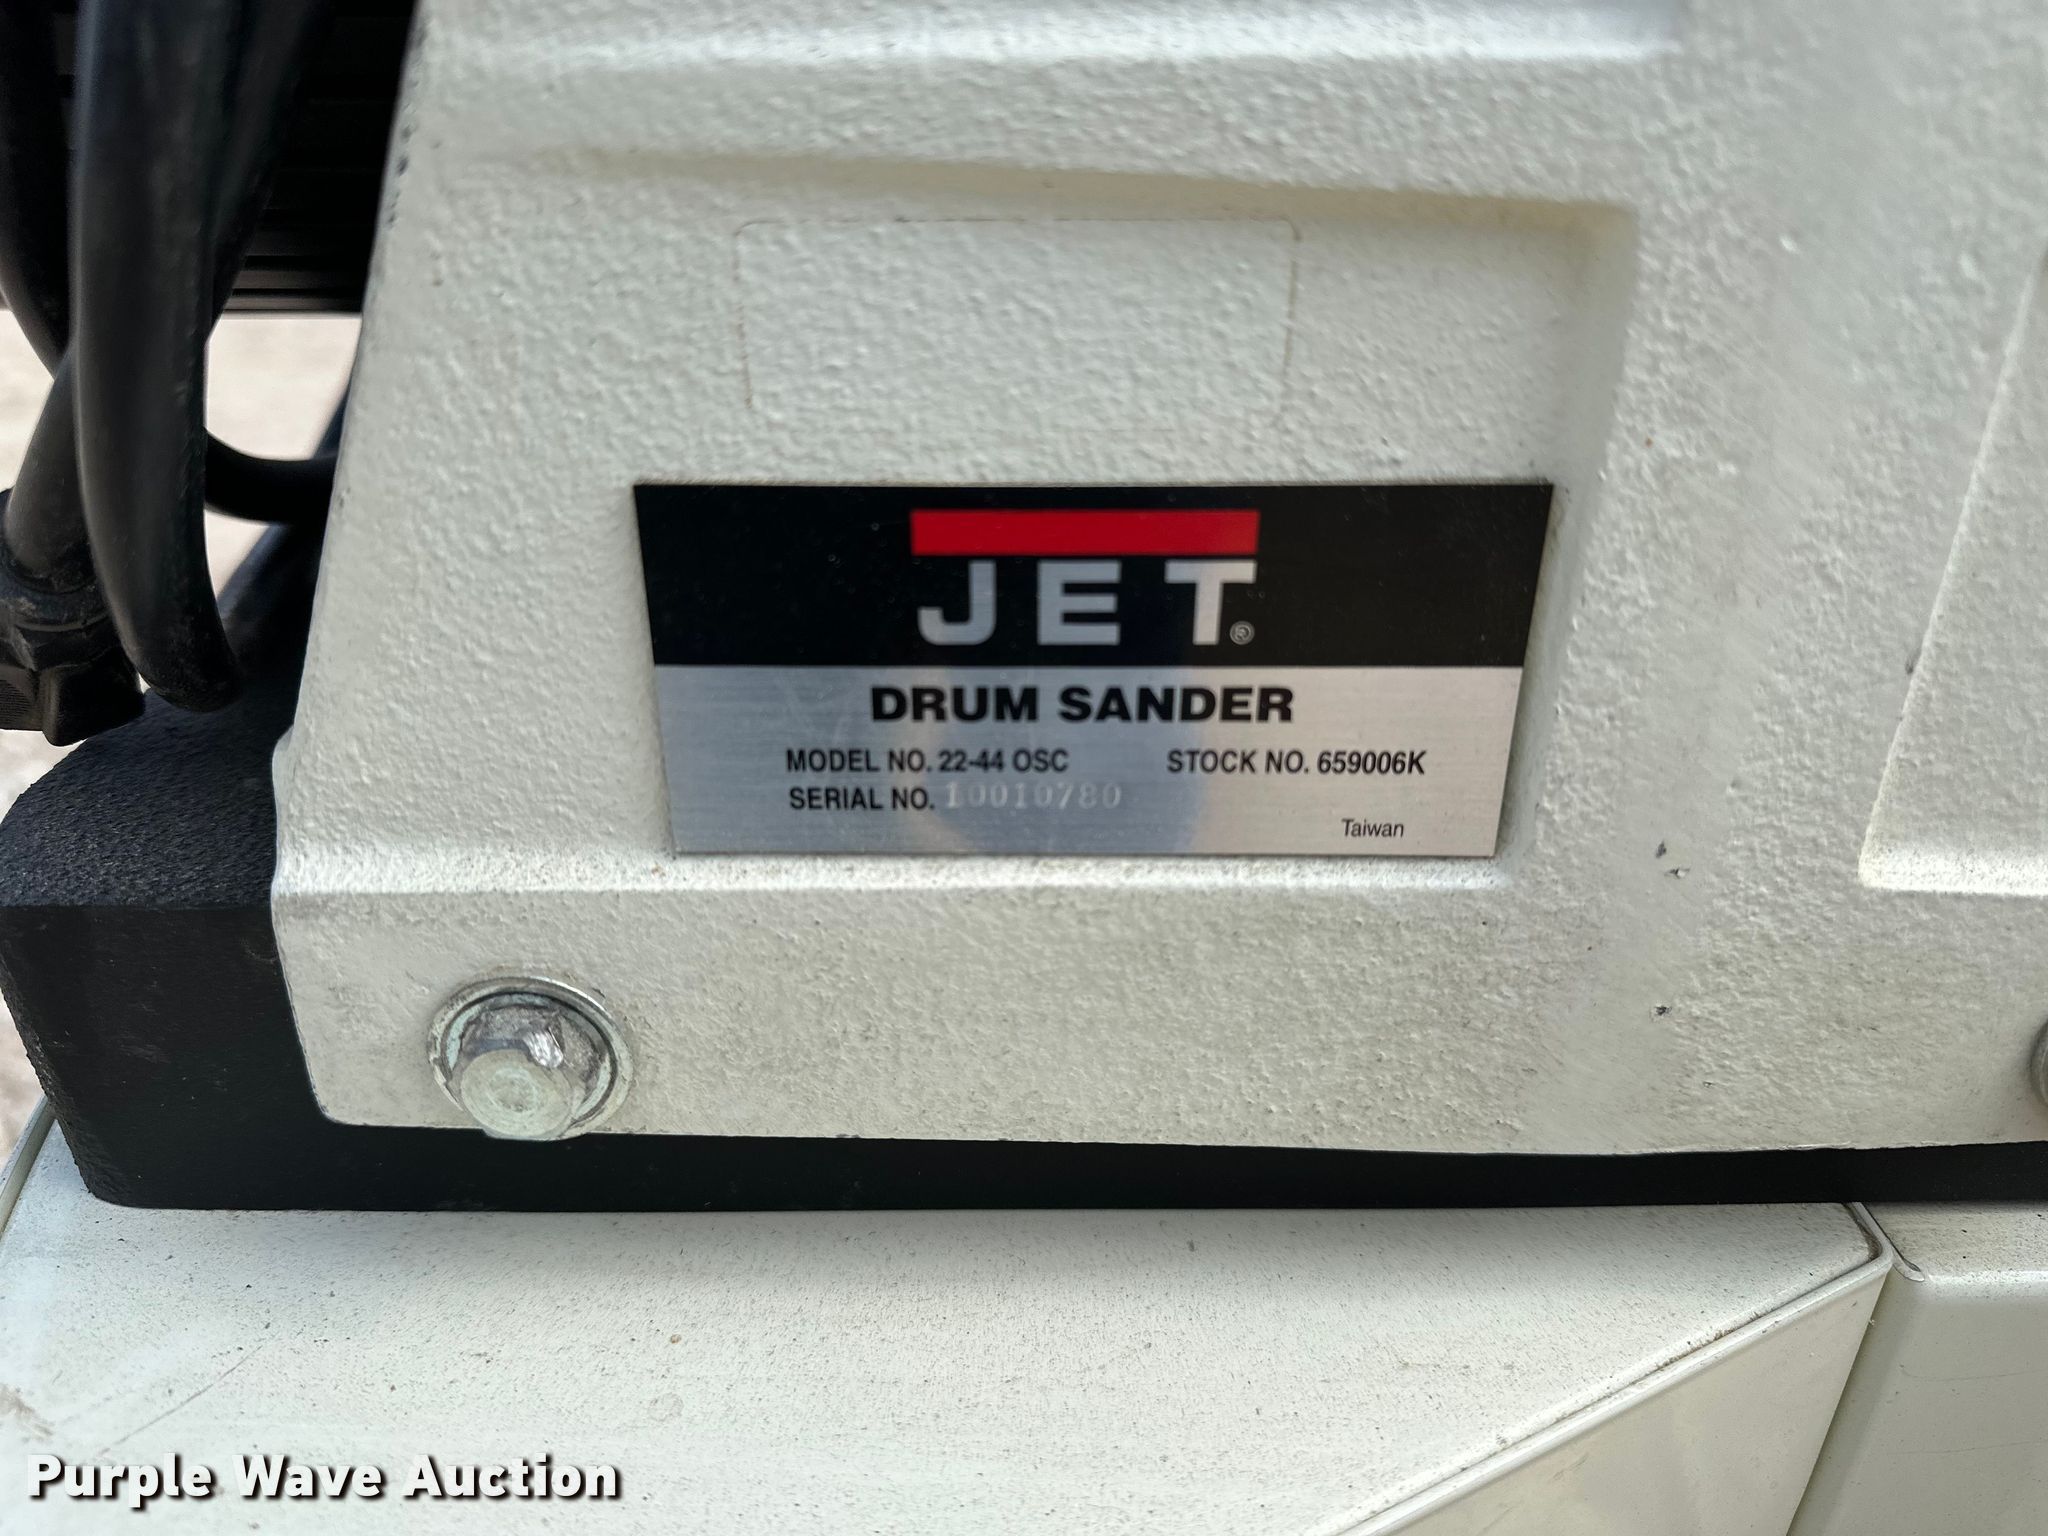 JET®
DRUM SANDER
MODEL NO. 22-44 OSC STOCK NO. 659006K
SERIAL NO. 10010780
Taiwan
Purple Wave Auction